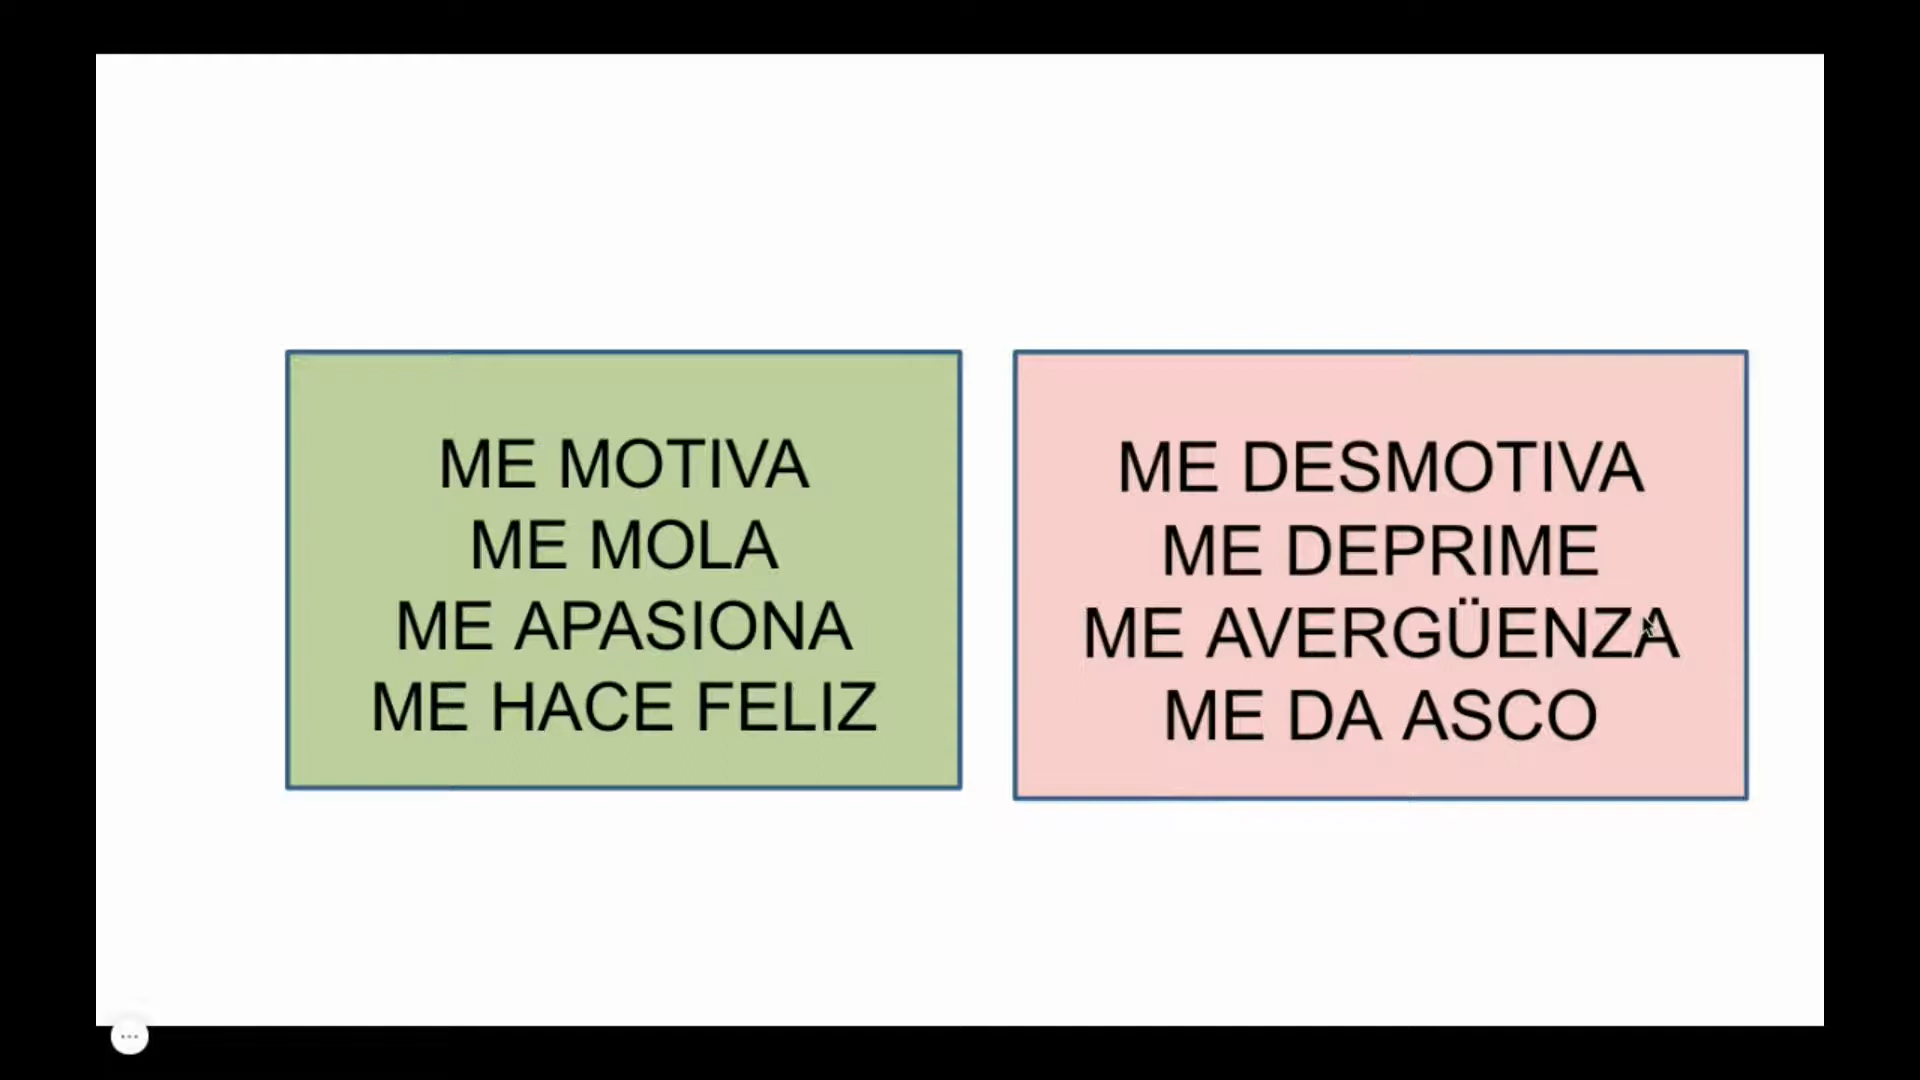 ME MOTIVA
ME MOLA
ME APASIONA
ME HACE FELIZ
ME DESMOTIVA
ME DEPRIME
ME AVERGÜENZA
ME DA ASCO